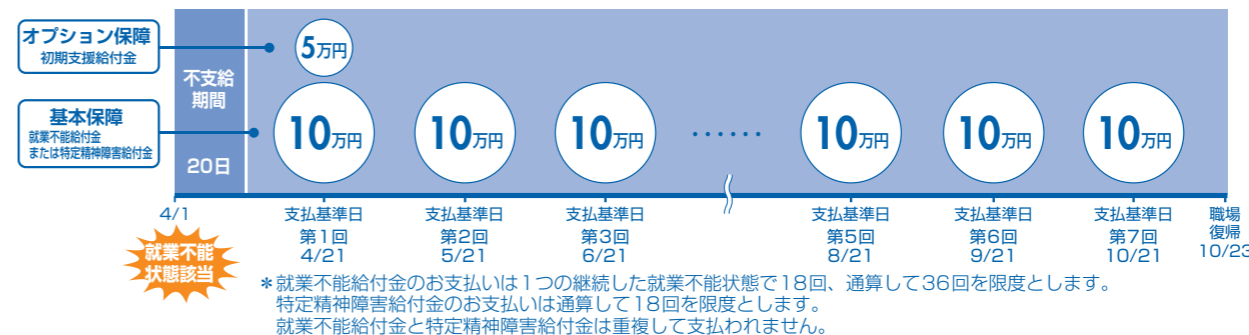 オプション保障
初期支援給付金
5万円
不支給
期間
20日
基本保障
就業不能給付金
または特定精神障害給付金
10万円
10万円
10万円
……
10万円
10万円
10万円
4/1
就業不能
状態該当
支払基準日
第1回
4/21
支払基準日
第2回
5/21
支払基準日
第3回
6/21
支払基準日
第5回
8/21
支払基準日
第6回
9/21
支払基準日
第7回
10/21
職場
復帰
10/23
*就業不能給付金のお支払いは1つの継続した就業不能状態で18回、通算して36回を限度とします。
特定精神障害給付金のお支払いは通算して18回を限度とします。
就業不能給付金と特定精神障害給付金は重複して支払われません。